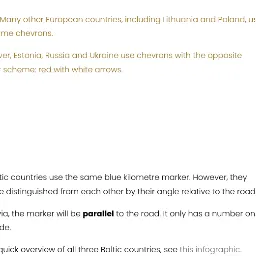 Many other European countries, including Lithuania and Poland, us
me chevrons.
ver, Estonia, Russia and Ukraine use chevrons with the opposite
scheme: red with white arrows.
tic countries use the same blue kilometre marker. However, they
e distinguished from each other by their angle relative to the road
ia, the marker will be parallel to the road. It only has a number on
de.
quick overview of all three Baltic countries, see this infographic.